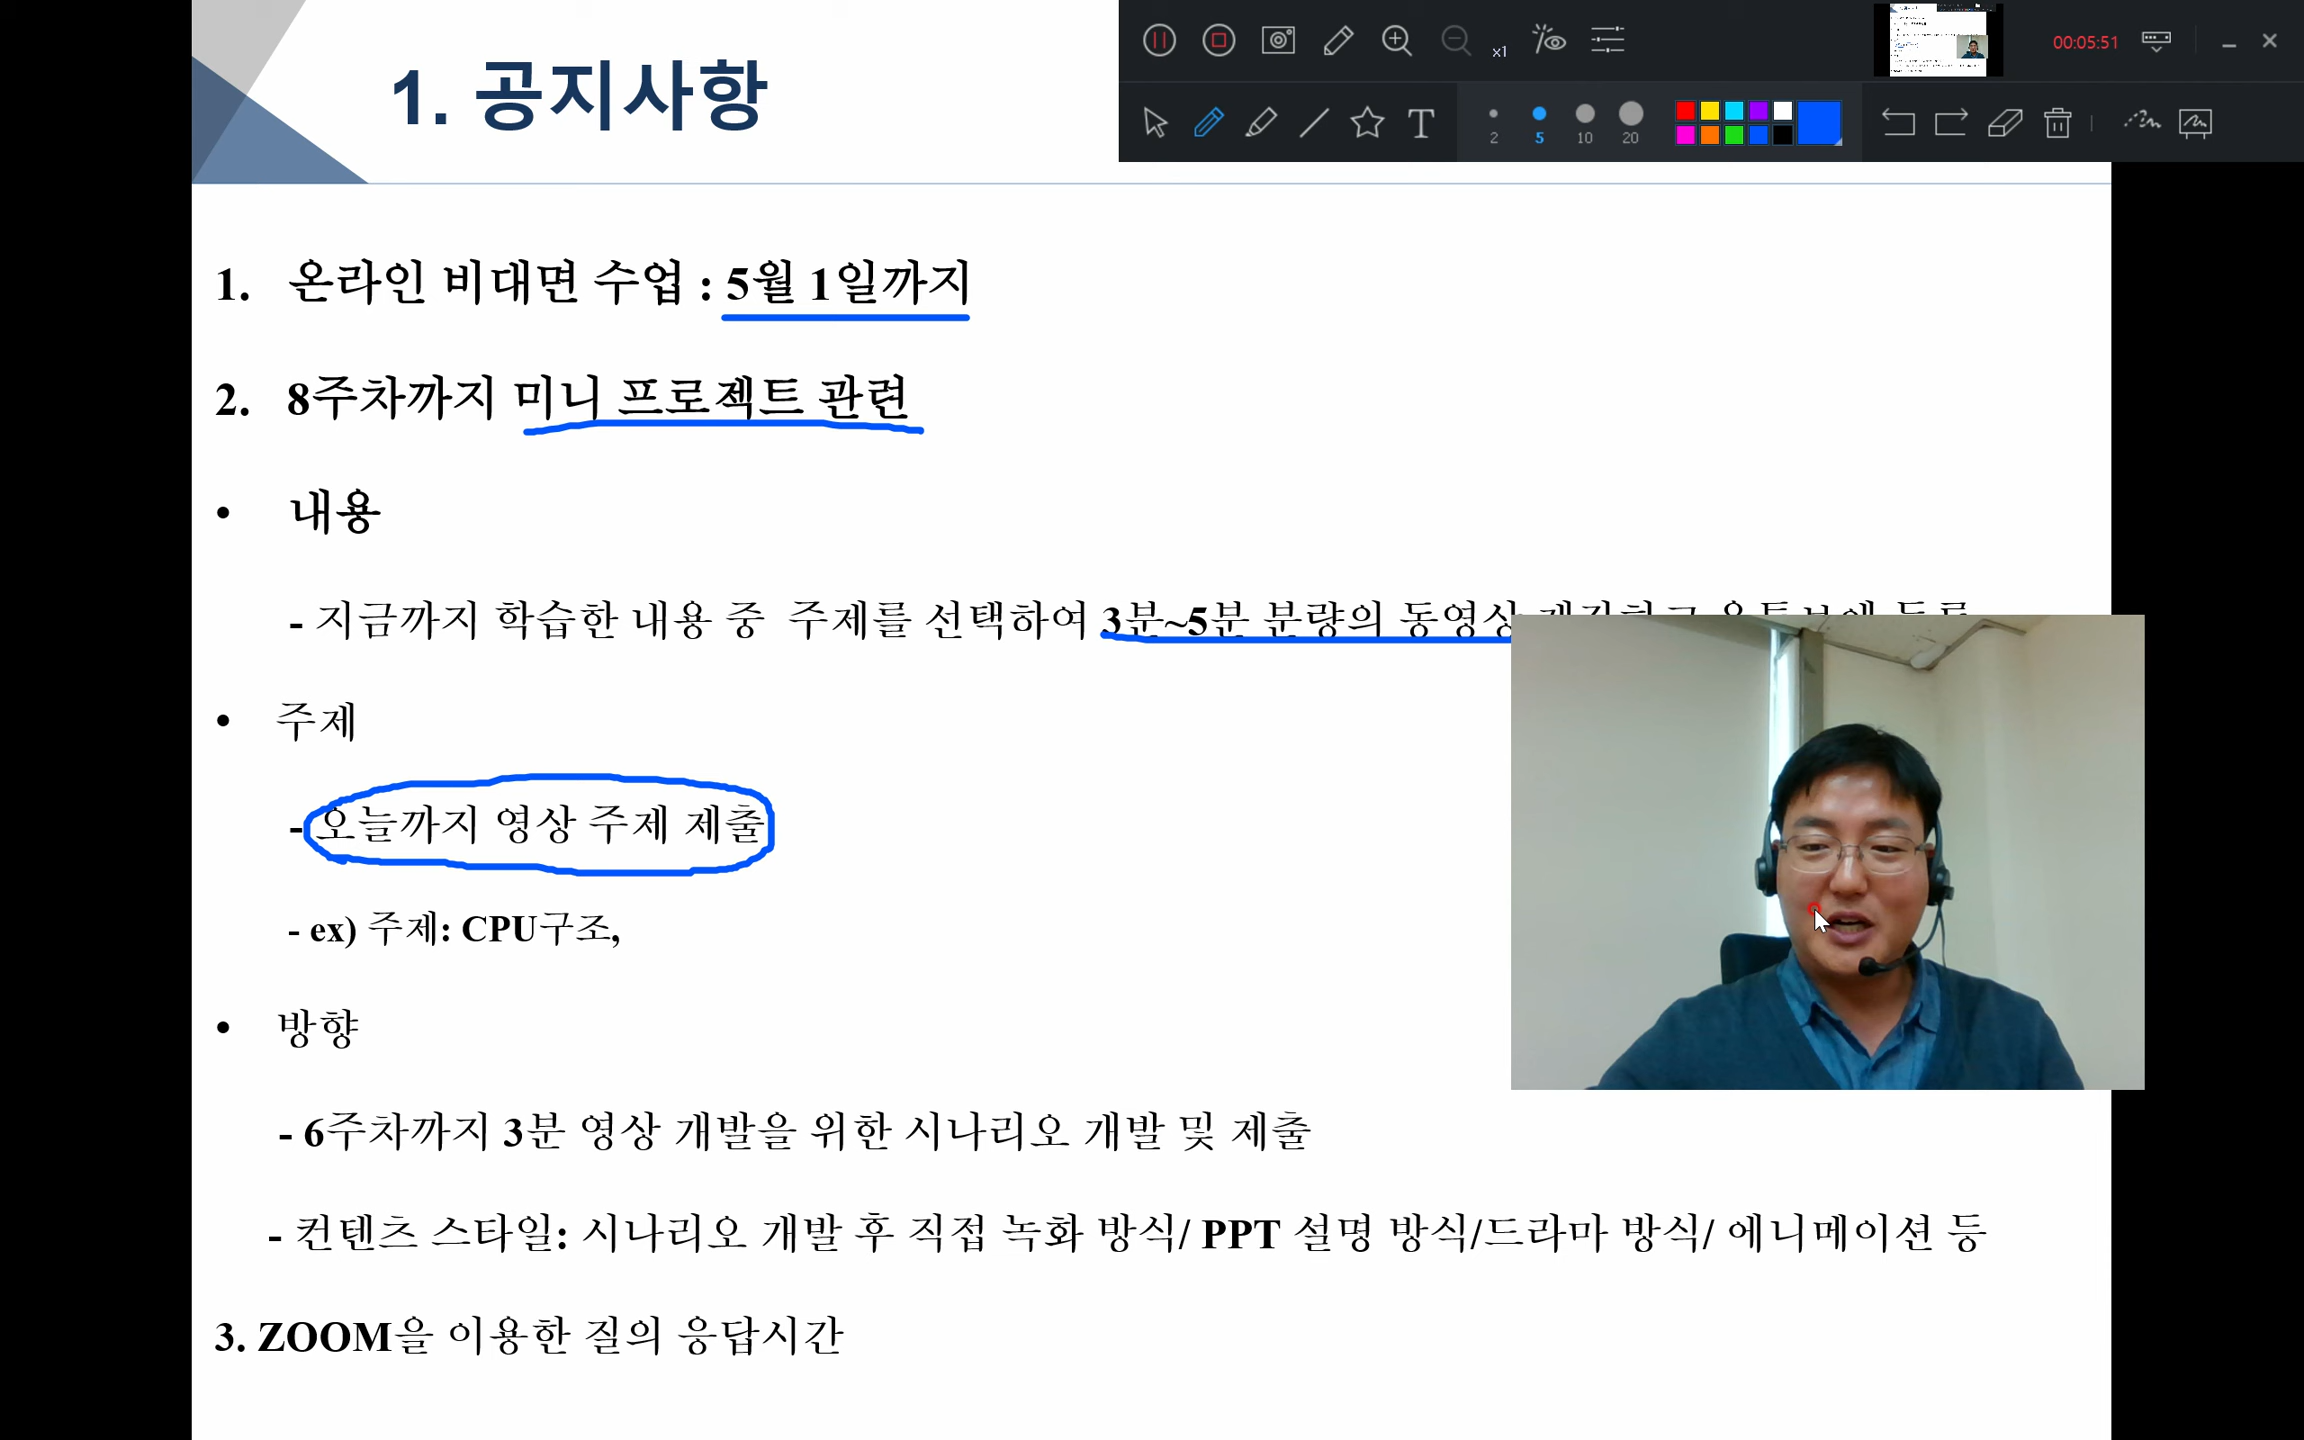 1. 공지사항
x1
00:05:51
T
2
5
10
20
1. 온라인 비대면 수업 : 5월 1일까지
2. 8주차까지 미니 프로젝트 관련
• 내용
- 지금까지 학습한 내용 중 주제를 선택하여 3분~5분 분량의 동영상
• 주제
- 오늘까지 영상 주제 제출
- ex) 주제: CPU구조,
• 방향
- 6주차까지 3분 영상 개발을 위한 시나리오 개발 및 제출
- 컨텐츠 스타일: 시나리오 개발 후 직접 녹화 방식/ PPT 설명 방식/드라마 방식/ 에니메이션 등
3. ZOOM을 이용한 질의 응답시간